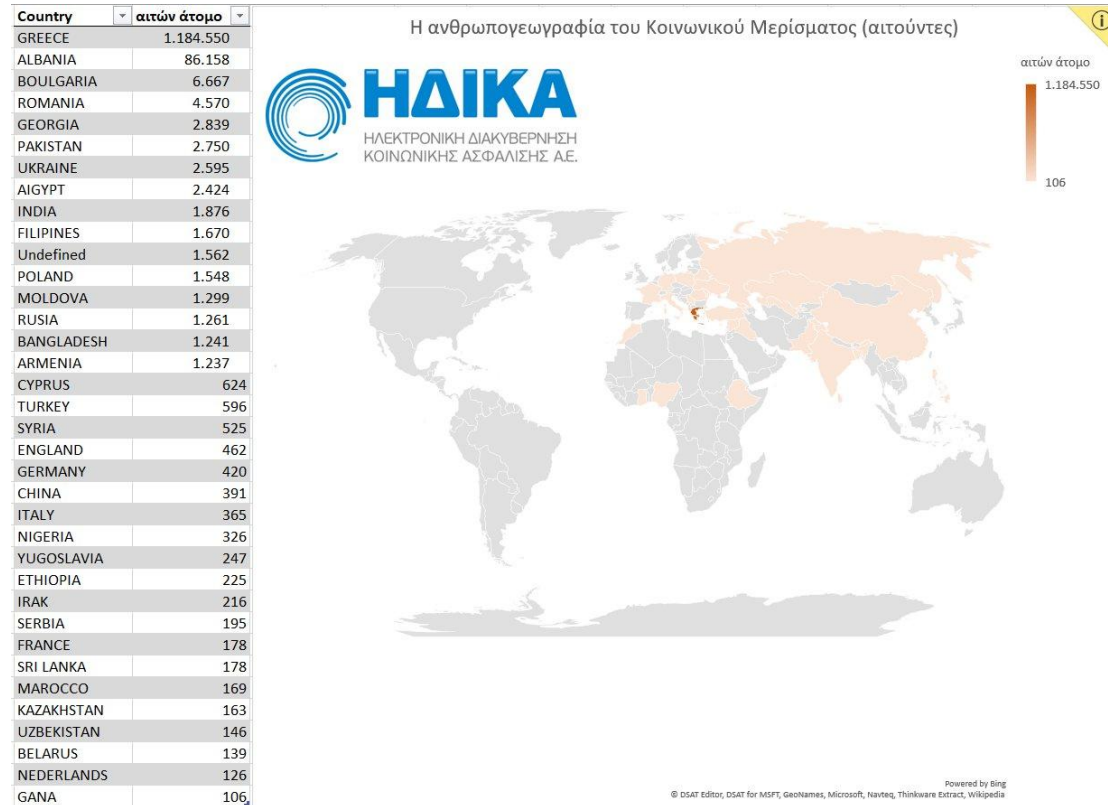 Country αιτών άτομο
GREECE 1.184.550
ALBANIA 86.158
BOULGARIA 6.667
ROMANIA 4.570
GEORGIA 2.839
PAKISTAN 2.750
UKRAINE 2.595
AIGYPT 2.424
INDIA 1.876
FILIPINES 1.670
Undefined 1.562
POLAND 1.548
MOLDOVA 1.299
RUSIA 1.261
BANGLADESH 1.241
ARMENIA 1.237
CYPRUS 624
TURKEY 596
SYRIA 525
ENGLAND 462
GERMANY 420
CHINA 391
ITALY 365
NIGERIA 326
YUGOSLAVIA 247
ETHIOPIA 225
IRAK 216
SERBIA 195
FRANCE 178
SRI LANKA 178
MAROCCO 169
KAZAKHSTAN 163
UZBEKISTAN 146
BELARUS 139
NEDERLANDS 126
GANA 106
Η ανθρωπογεωγραφία του Κοινωνικού Μερίσματος (αιτούντες)
ΗΔΙΚΑ
ΗΛΕΚΤΡΟΝΙΚΗ ΔΙΑΚΥΒΕΡΝΗΣΗ
ΚΟΙΝΩΝΙΚΗΣ ΑΣΦΑΛΙΣΗΣ Α.Ε.
αιτών άτομο
1.184.550
106
Powered by Bing
© DSAT Editor, DSAT for MSFT, GeoNames, Microsoft, Navteq, Thinkware Extract, Wikipedia